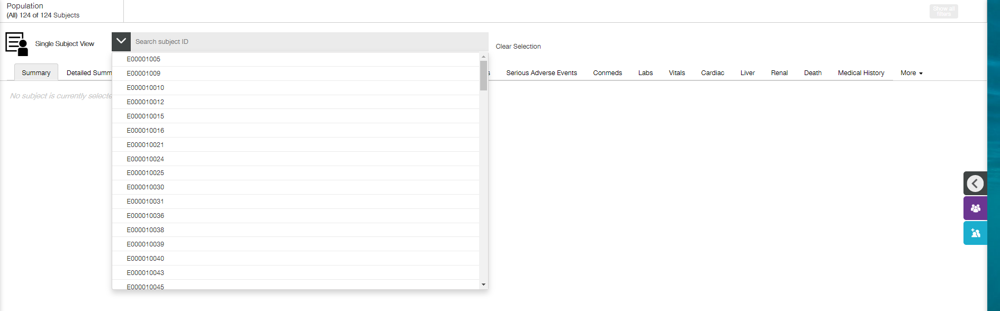 Population
(All) 124 of 124 Subjects
Show all
filters
Single Subject View
Search subject ID
Clear Selection
Summary
Detailed Summ
s
Serious Adverse Events
Conmeds
Labs
Vitals
Cardiac
Liver
Renal
Death
Medical History
More
No subject is currently selecte
E00001005
E00001009
E000010010
E000010012
E000010015
E000010016
E000010021
E000010024
E000010025
E000010030
E000010031
E000010036
E000010038
E000010039
E000010040
E000010043
E000010045